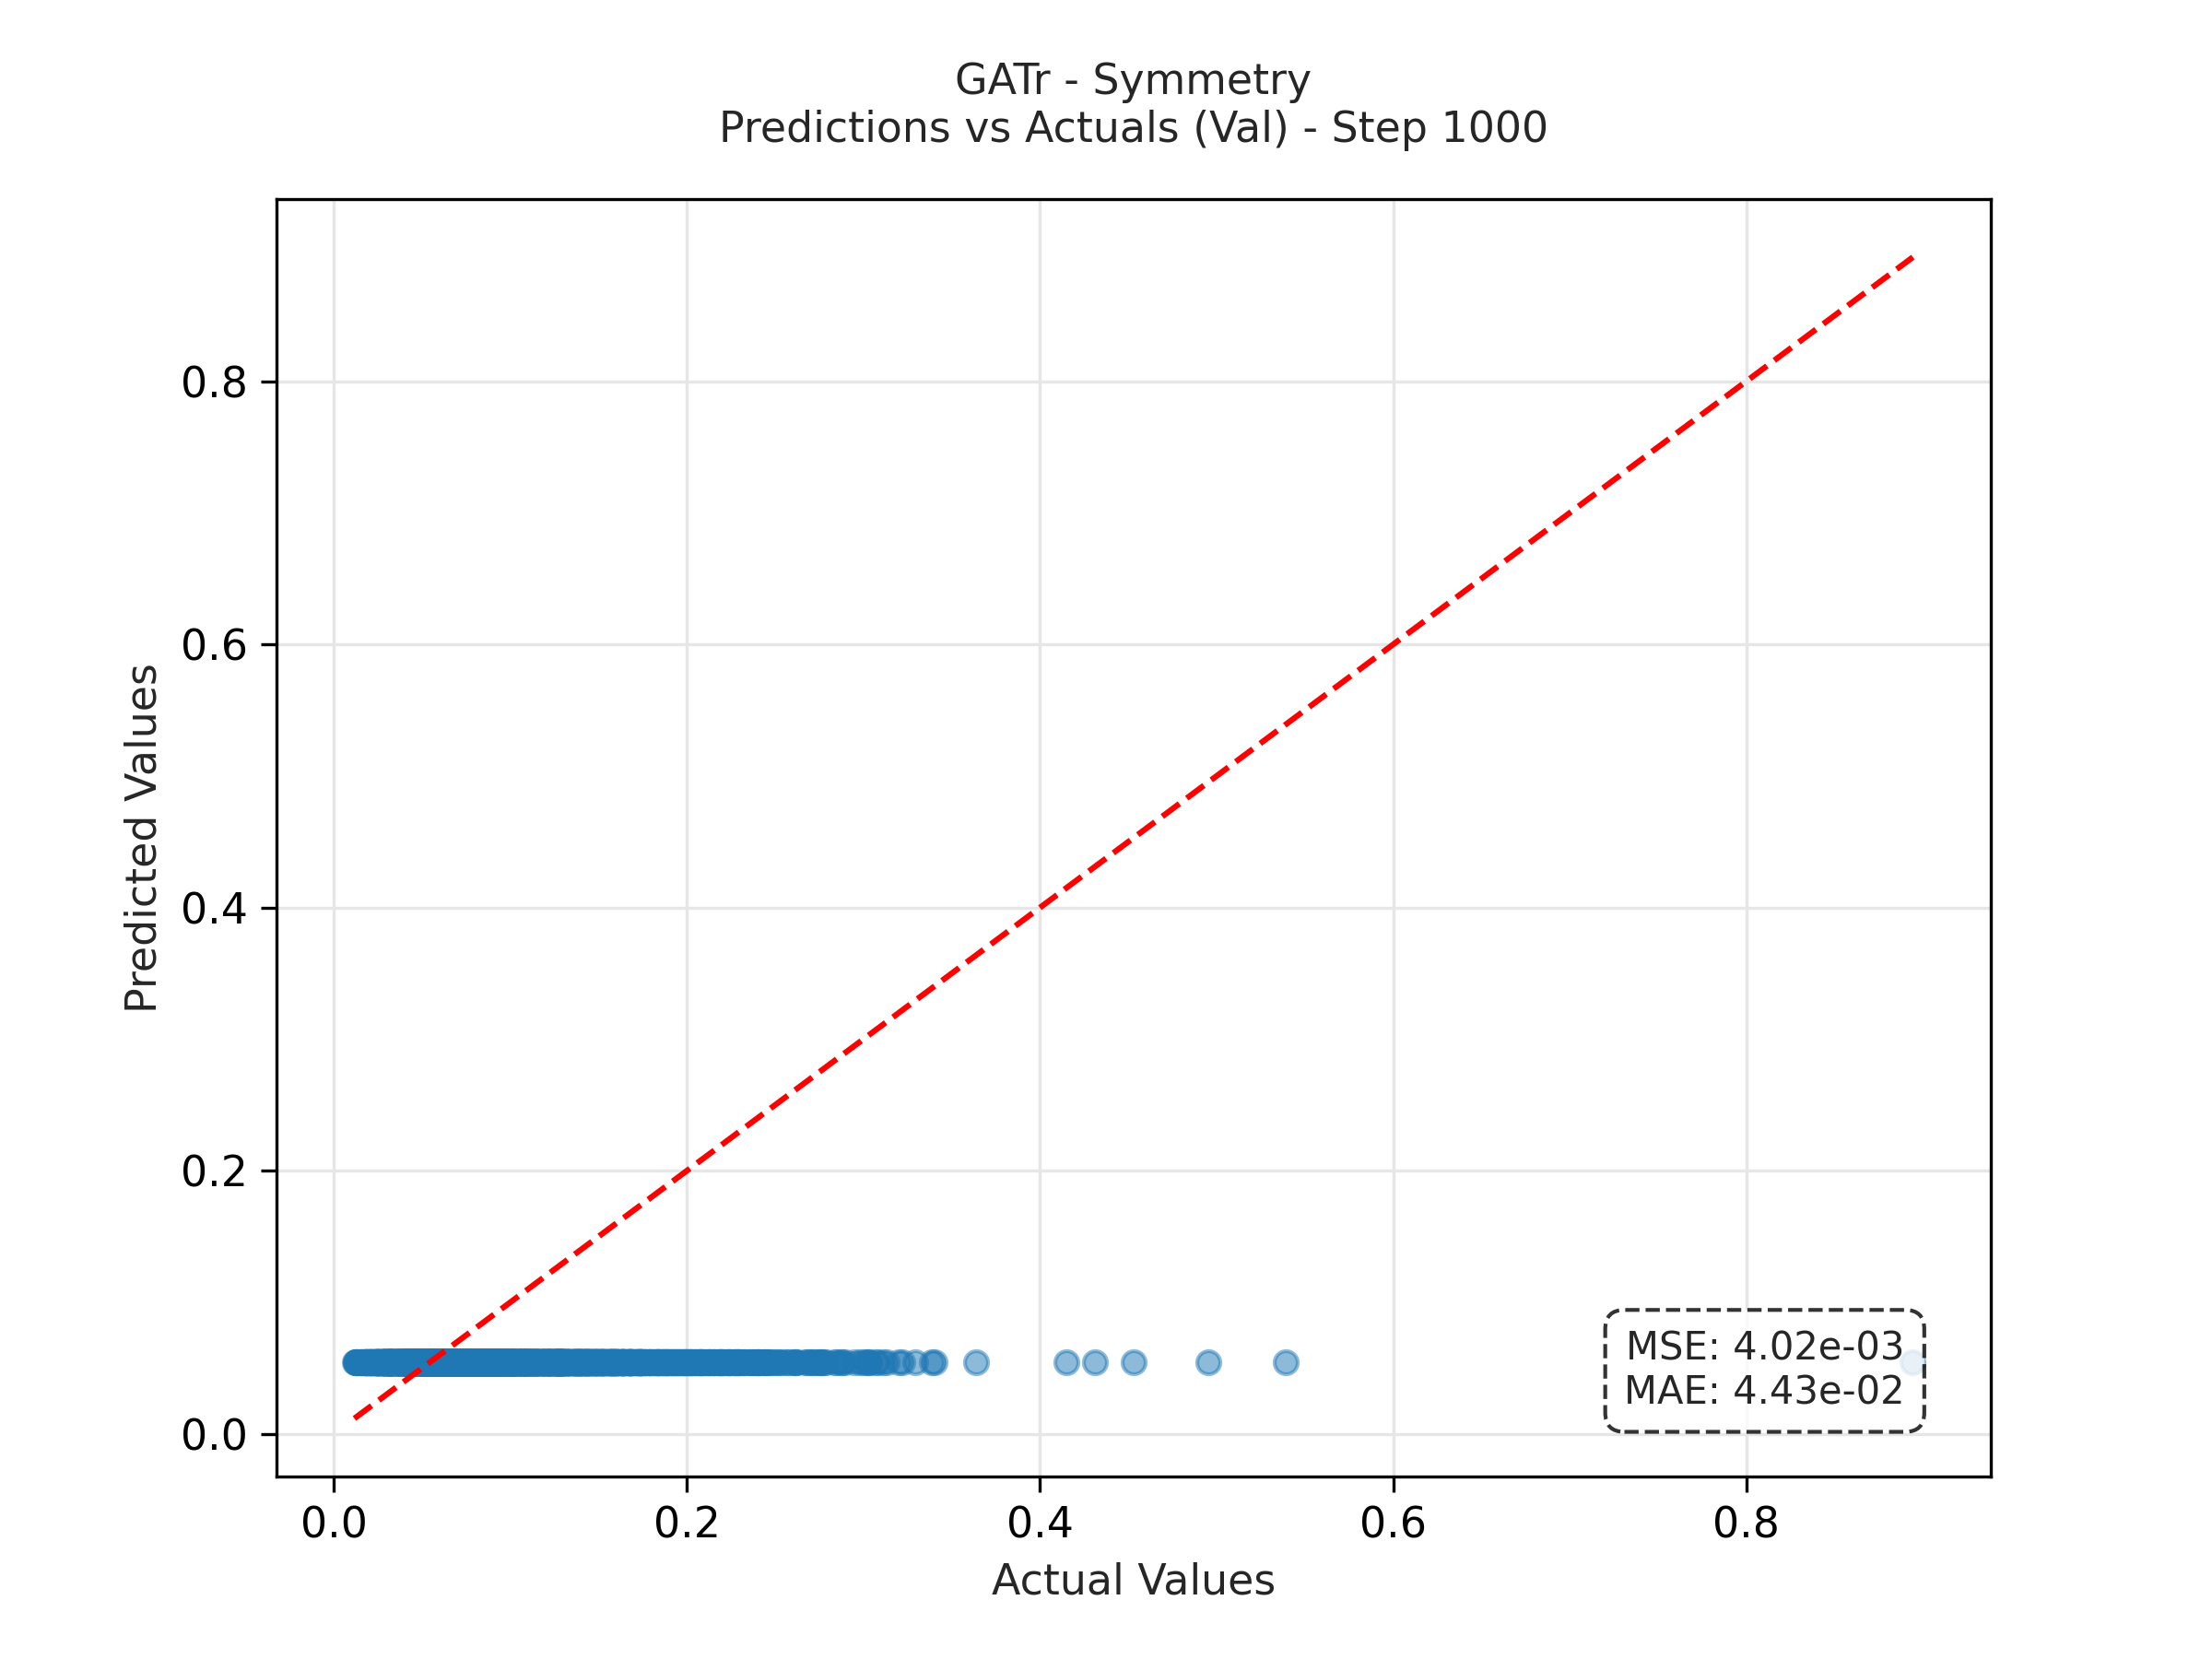 GATr - Symmetry
Predictions vs Actuals (Val) - Step 1000
Predicted Values
0.8
0.6
0.4
0.2
0.0
MSE: 4.02e-03
MAE: 4.43e-02
0.0 0.2 0.4 0.6 0.8
Actual Values